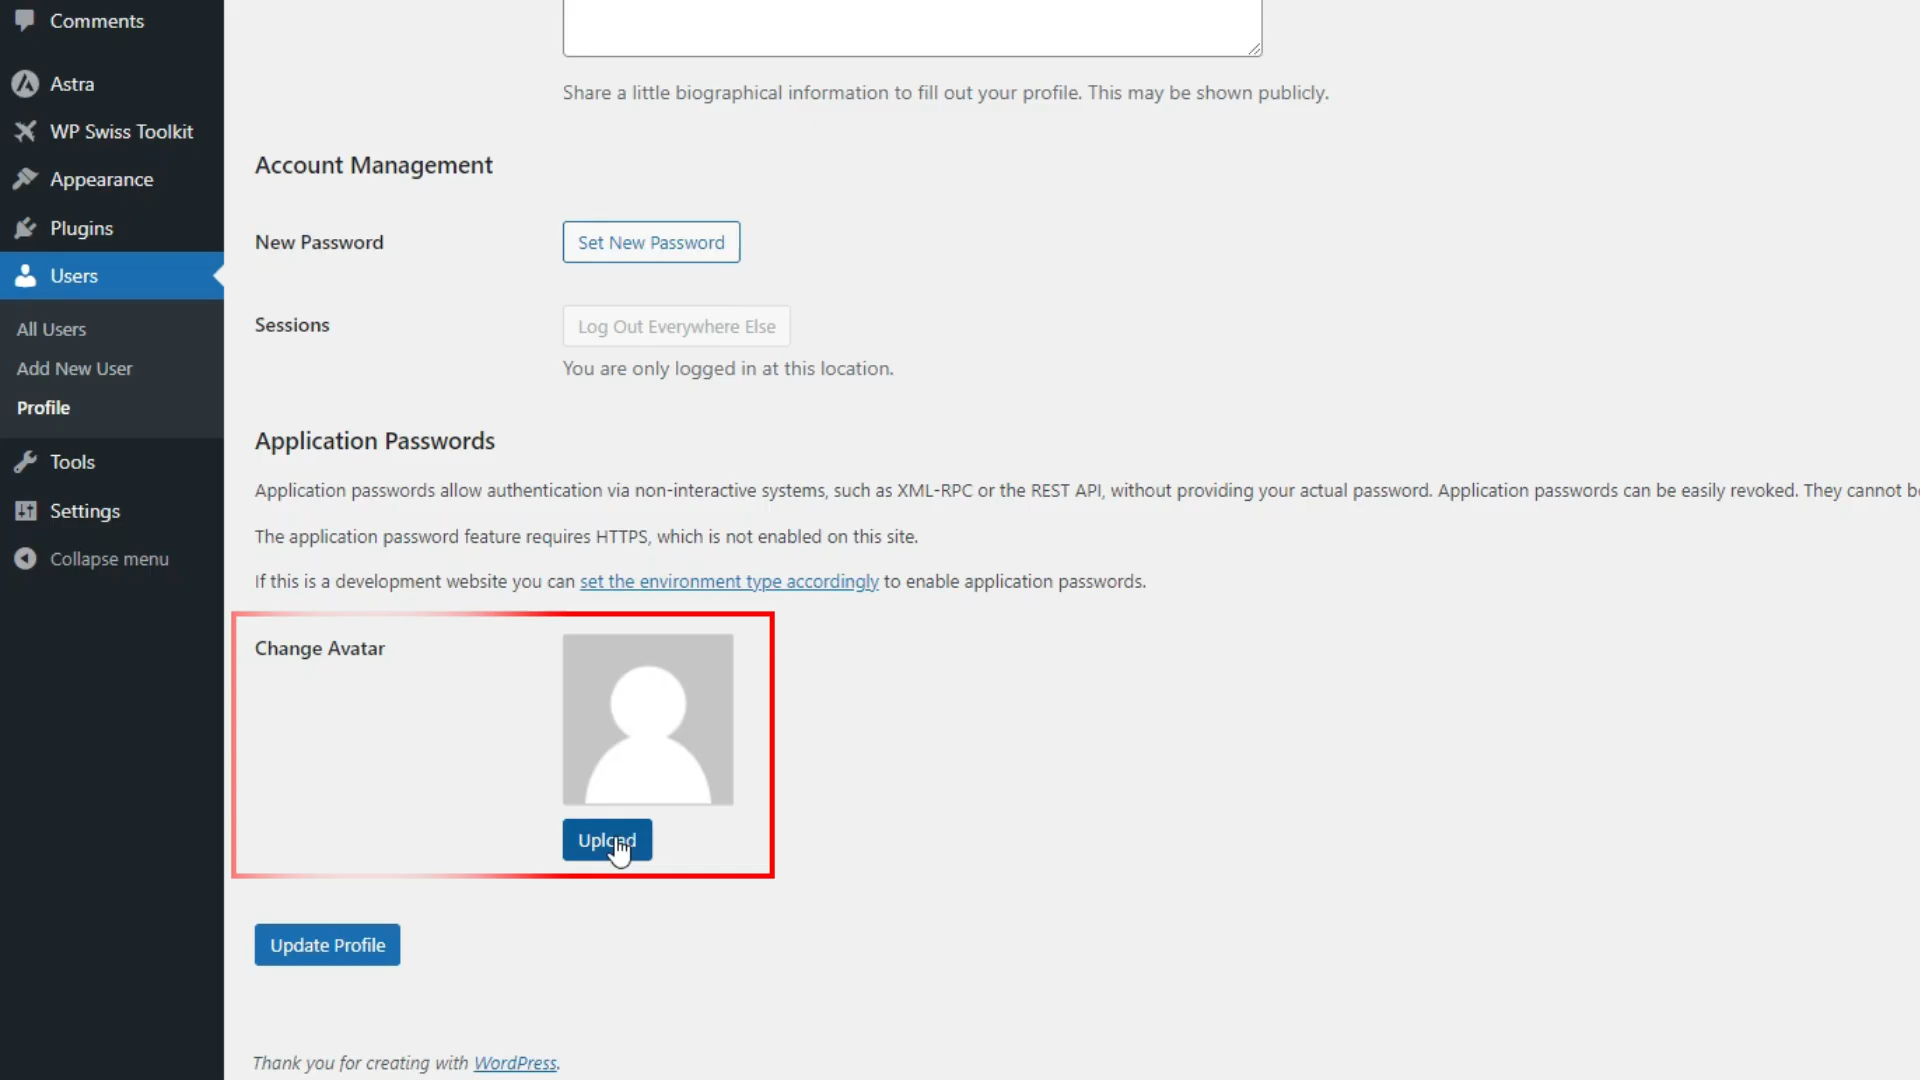 Comments
Astra
WP Swiss Toolkit
Appearance
Plugins
Users
All Users
Add New User
Profile
Tools
Settings
Collapse menu
Share a little biographical information to fill out your profile. This may be shown publicly.
Account Management
New Password
Set New Password
Sessions
Log Out Everywhere Else
You are only logged in at this location.
Application Passwords
Application passwords allow authentication via non-interactive systems, such as XML-RPC or the REST API, without providing your actual password. Application passwords can be easily revoked. They cannot
The application password feature requires HTTPS, which is not enabled on this site.
If this is a development website you can set the environment type accordingly to enable application passwords.
Change Avatar
Upload
Update Profile
Thank you for creating with WordPress.